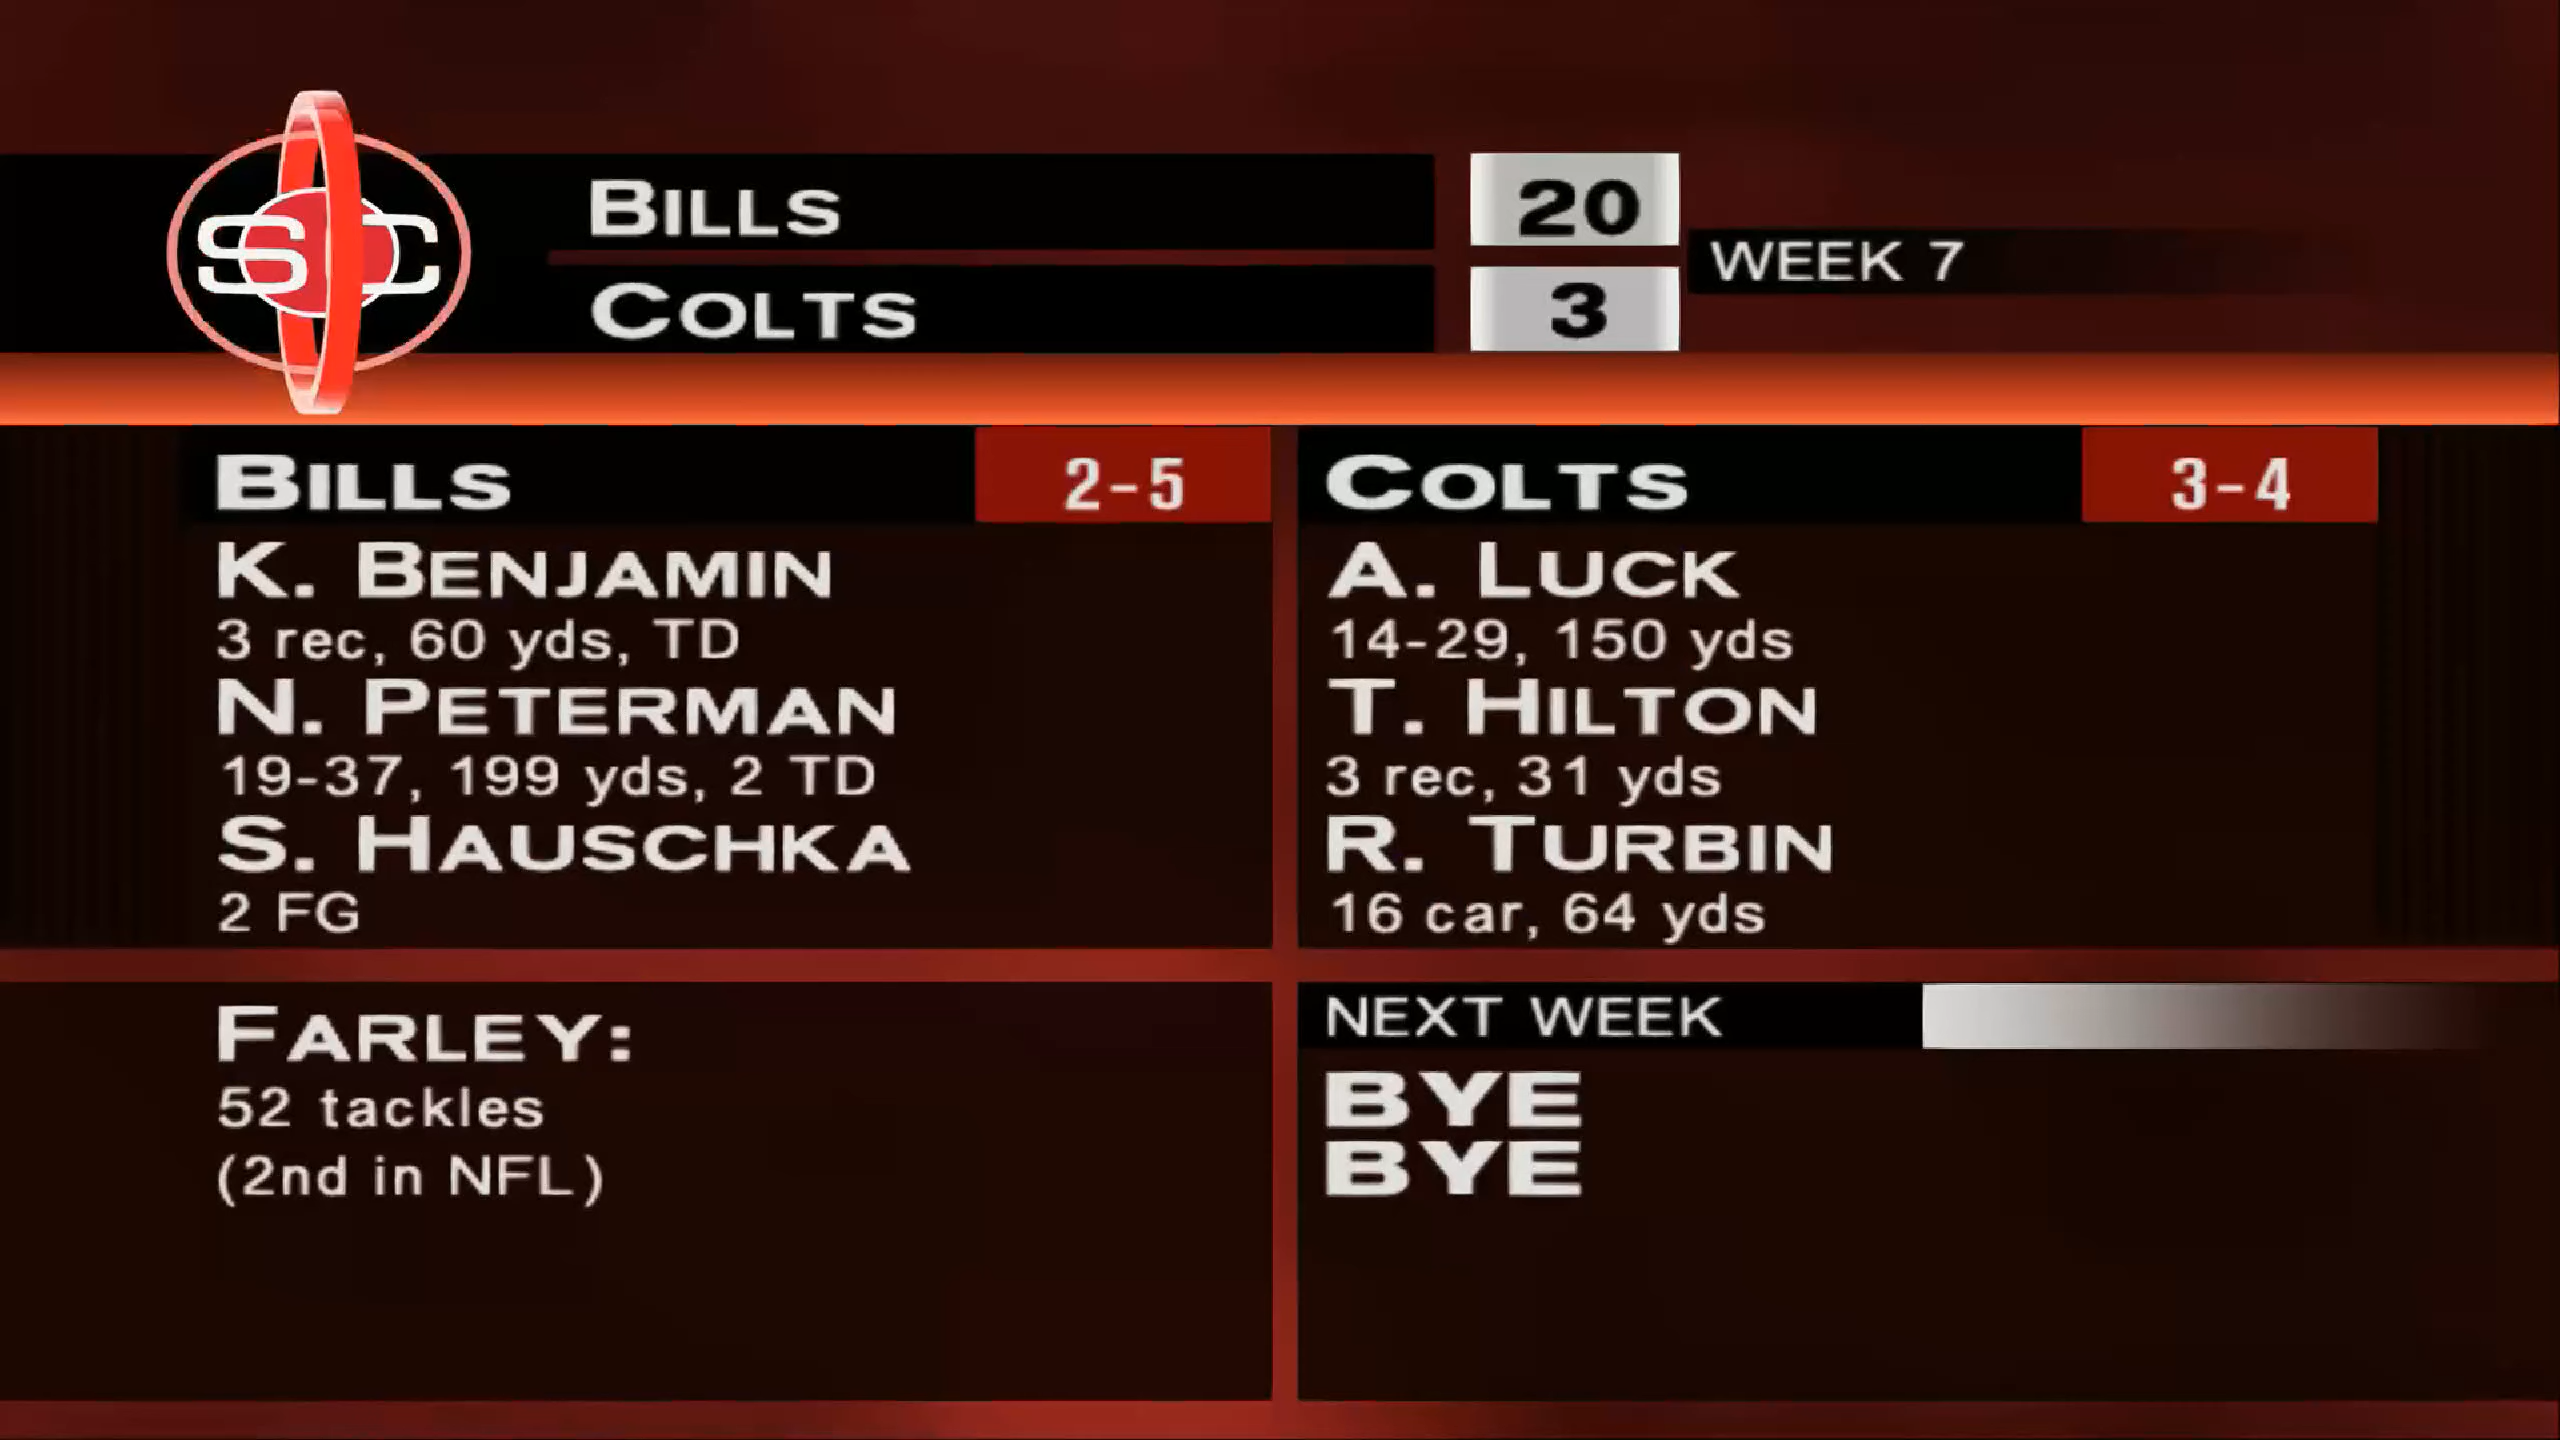 SC
BILLS 20
COLTS 3
WEEK 7
BILLS 2-5
K. BENJAMIN
3 rec, 60 yds, TD
N. PETERMAN
19-37, 199 yds, 2 TD
S. HAUSCHKA
2 FG
COLTS 3-4
A. LUCK
14-29, 150 yds
T. HILTON
3 rec, 31 yds
R. TURBIN
16 car, 64 yds
FARLEY:
52 tackles
(2nd in NFL)
NEXT WEEK
BYE
BYE